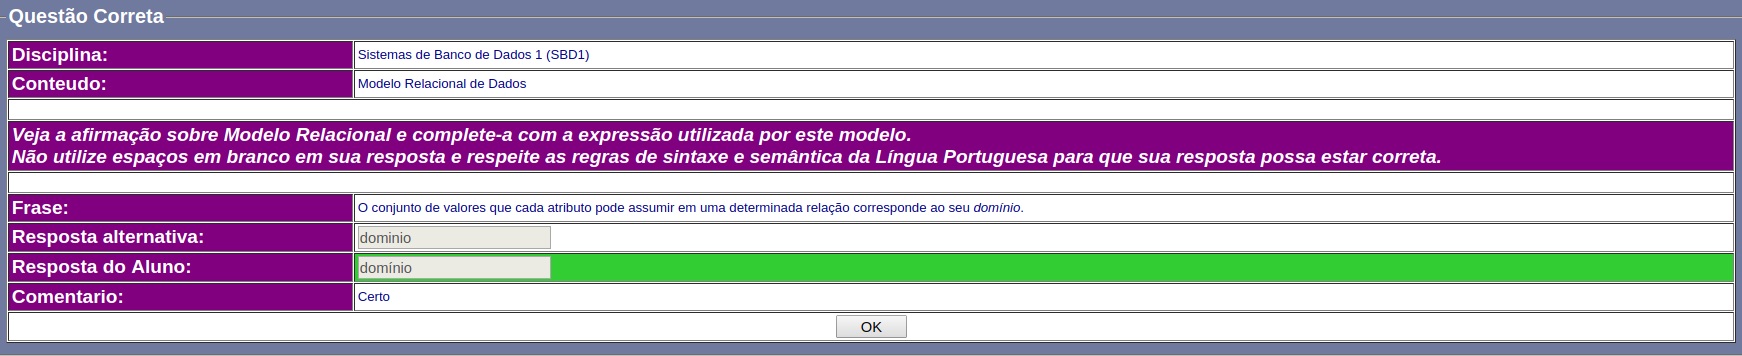 Questão Correta
Disciplina: Sistemas de Banco de Dados 1 (SBD1)
Conteudo: Modelo Relacional de Dados
Veja a afirmação sobre Modelo Relacional e complete-a com a expressão utilizada por este modelo.
Não utilize espaços em branco em sua resposta e respeite as regras de sintaxe e semântica da Língua Portuguesa para que sua resposta possa estar correta.
Frase: O conjunto de valores que cada atributo pode assumir em uma determinada relação corresponde ao seu domínio.
Resposta alternativa: dominio
Resposta do Aluno: domínio
Comentario: Certo
OK